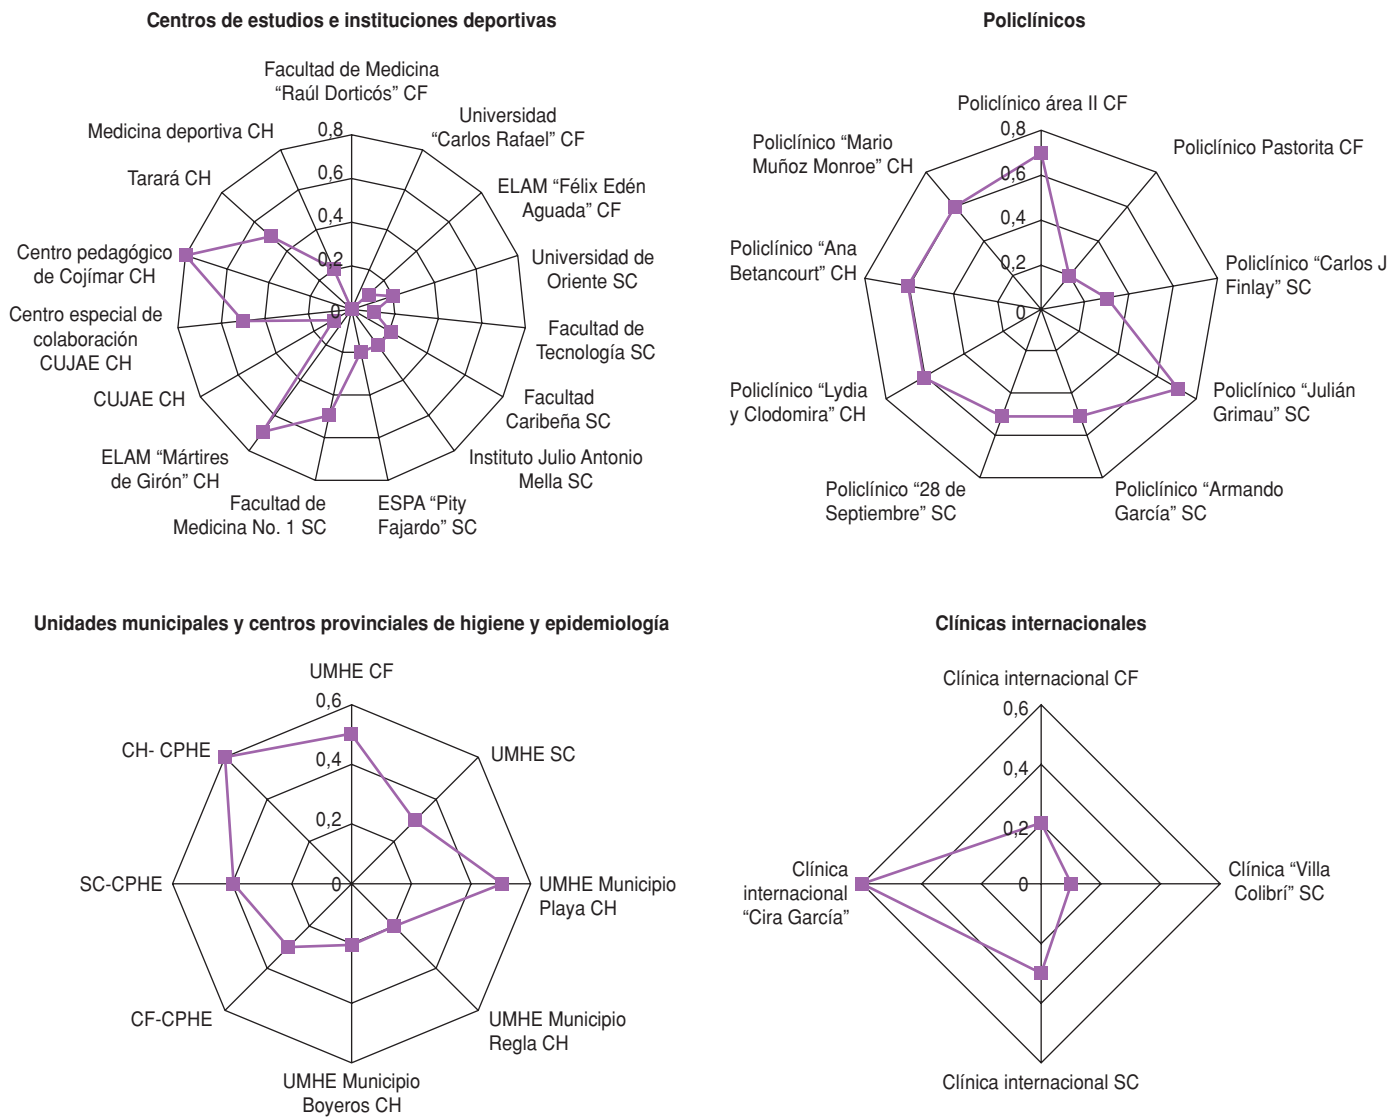 Centros de estudios e instituciones deportivas
Facultad de Medicina
“Raúl Dorticós” CF
Universidad
“Carlos Rafael” CF
ELAM “Félix Edén
Aguada” CF
Universidad de
Oriente SC
Facultad de
Tecnología SC
Facultad
Caribeña SC
Instituto Julio Antonio
Mella SC
ESPA “Pity
Fajardo” SC
Facultad de
Medicina No. 1 SC
ELAM “Mártires
de Girón” CH
CUJAE CH
Centro especial de
colaboración
CUJAE CH
Centro pedagógico
de Cojímar CH
Tarará CH
Medicina deportiva CH
0,8
0,6
0,4
0,2
0
Policlínicos
Policlínico área II CF
Policlínico Pastorita CF
Policlínico “Carlos J
Finlay” SC
Policlínico “Julián
Grimau” SC
Policlínico “Armando
García” SC
Policlínico “28 de
Septiembre” SC
Policlínico “Lydia
y Clodomira” CH
Policlínico “Ana
Betancourt” CH
Policlínico “Mario
Muñoz Monroe” CH
0,8
0,6
0,4
0,2
0
Unidades municipales y centros provinciales de higiene y epidemiología
UMHE CF
UMHE SC
UMHE Municipio
Playa CH
UMHE Municipio
Regla CH
UMHE Municipio
Boyeros CH
CF-CPHE
SC-CPHE
CH- CPHE
0,6
0,4
0,2
0
Clínicas internacionales
Clínica internacional CF
Clínica “Villa
Colibrí” SC
Clínica internacional SC
Clínica
internacional
“Cira García”
0,6
0,4
0,2
0